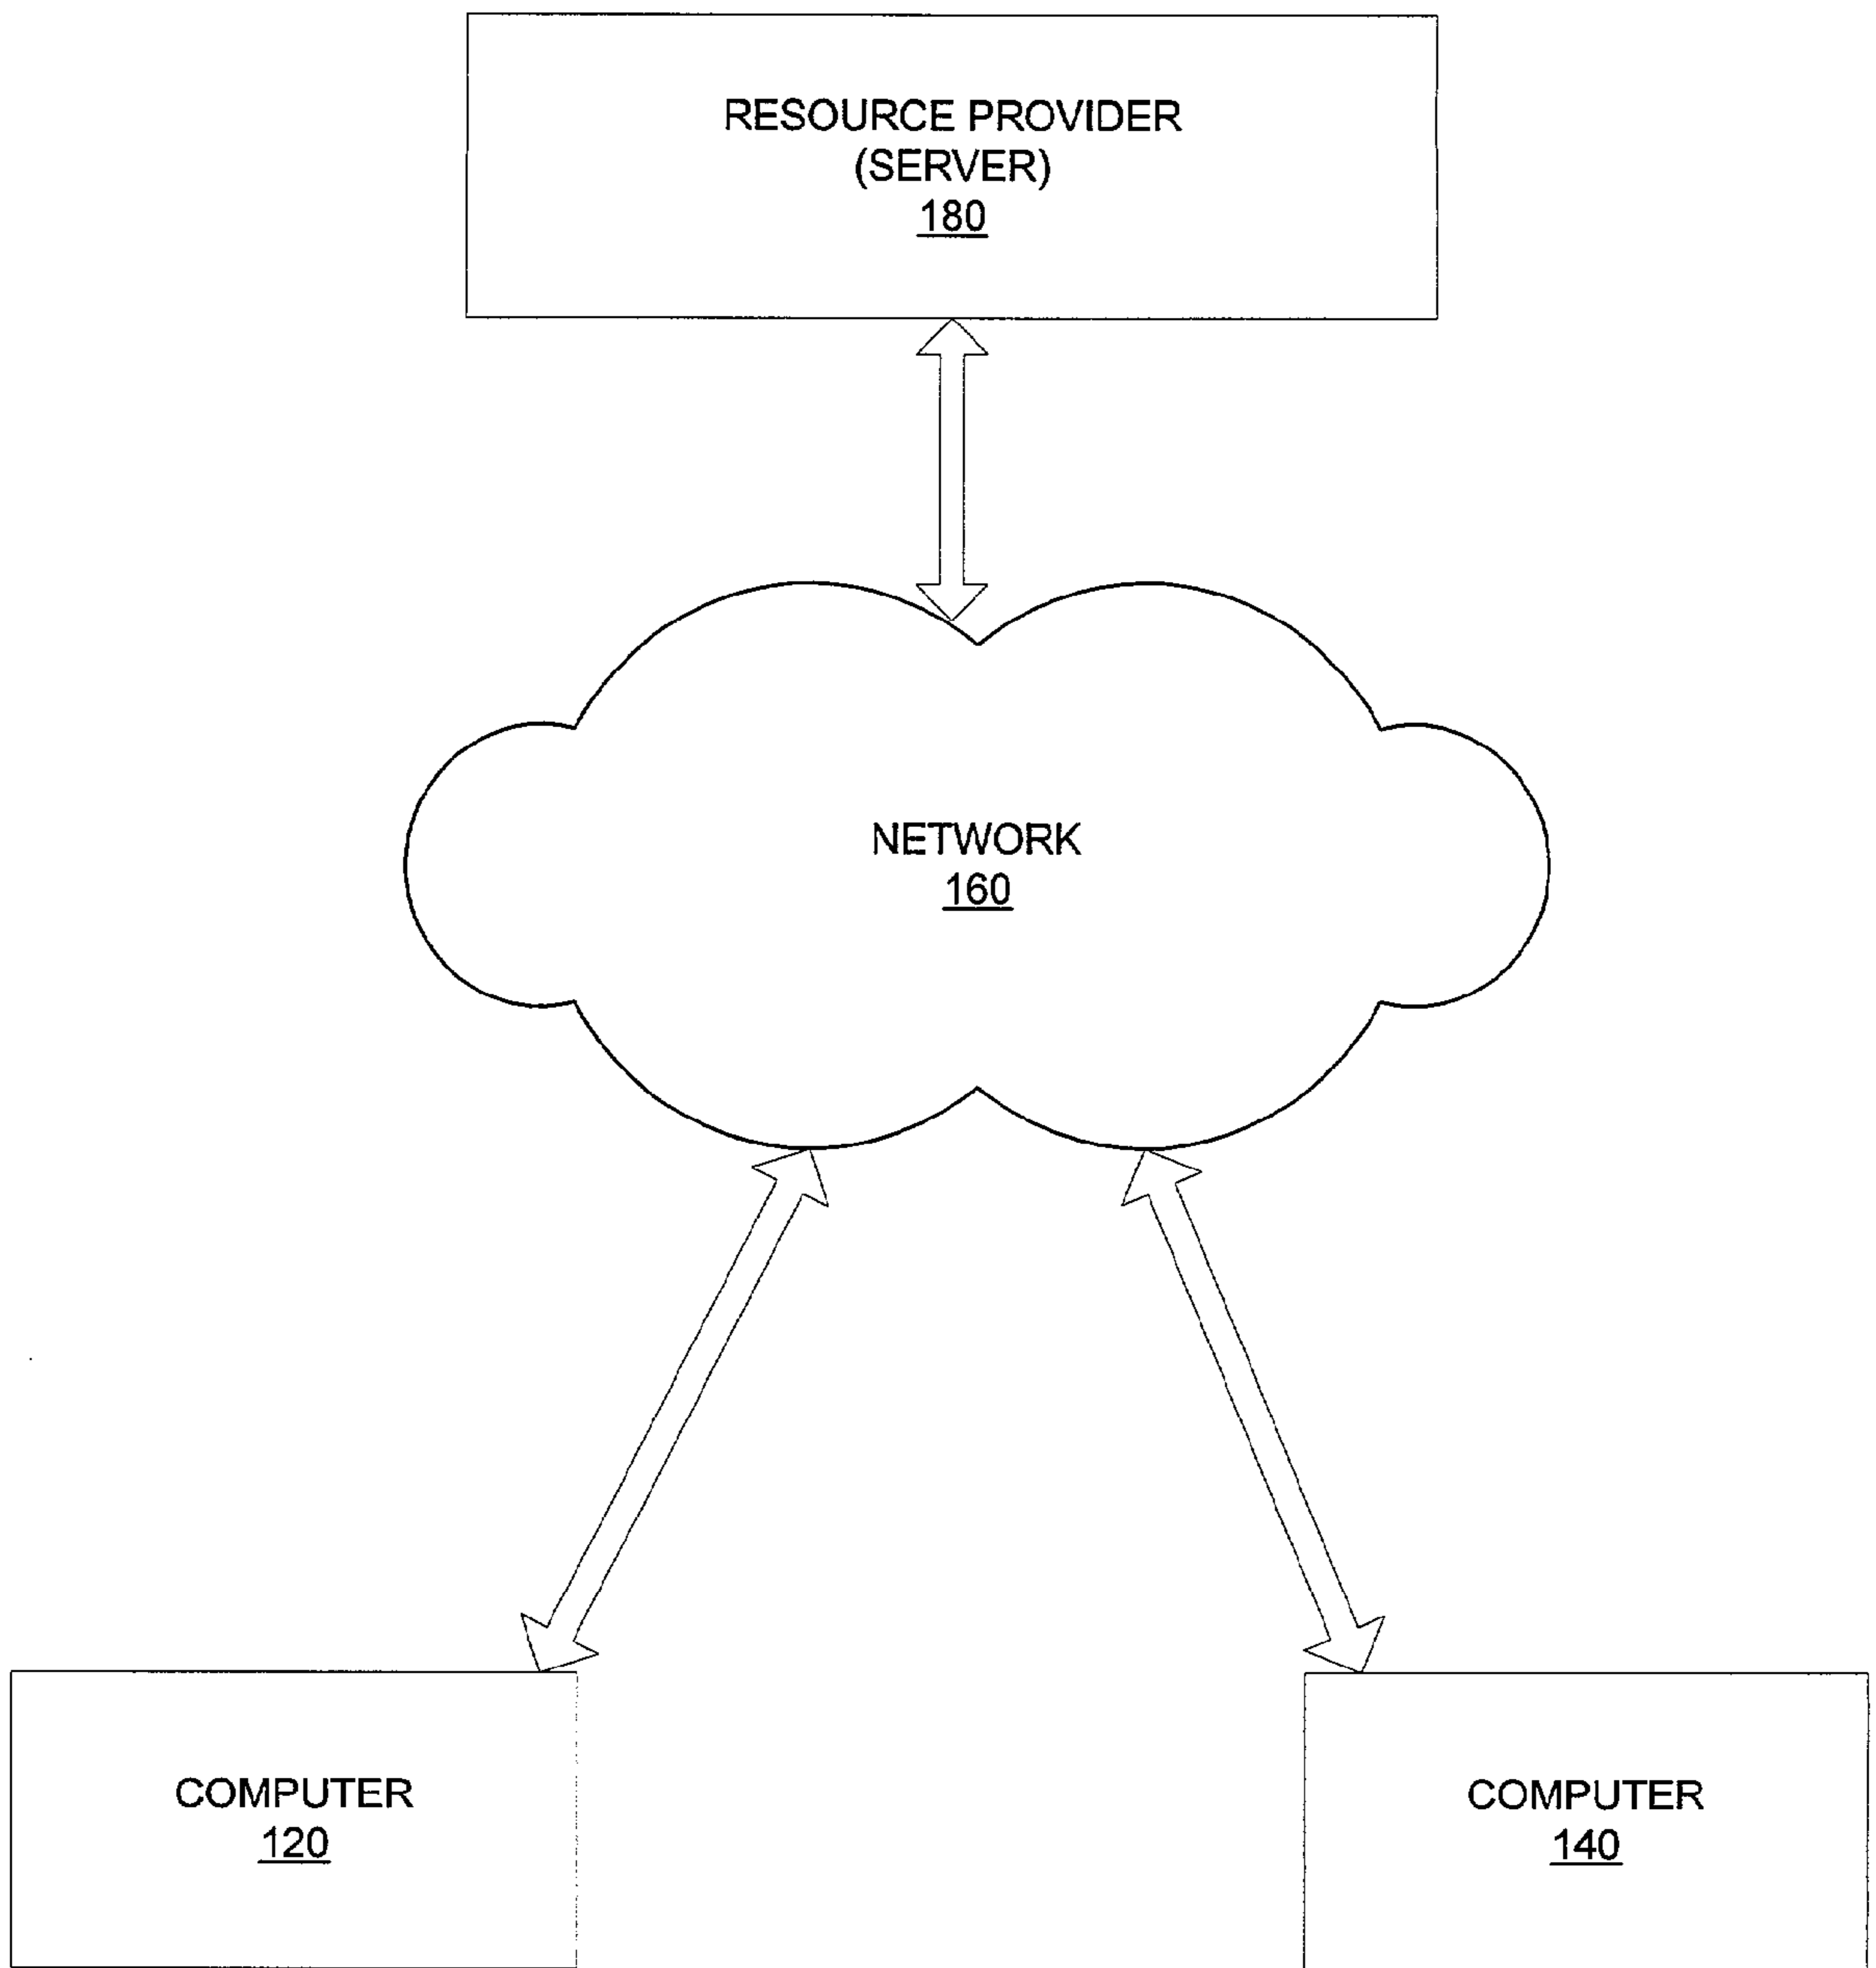 RESOURCE PROVIDER
(SERVER)
180
NETWORK
160
COMPUTER
120
COMPUTER
140